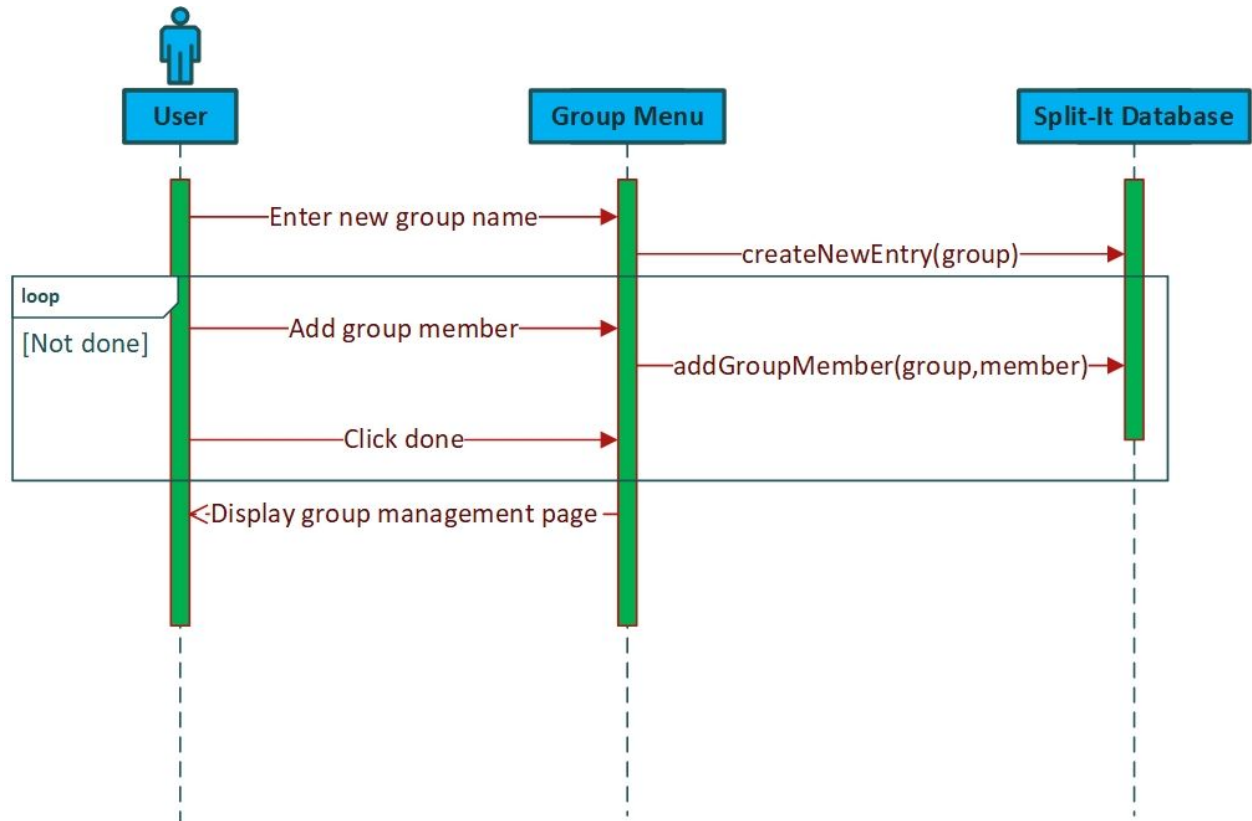 User
Group Menu
Split-It Database
Enter new group name
createNewEntry(group)
loop
[Not done]
Add group member
addGroupMember(group,member)
Click done
Display group management page